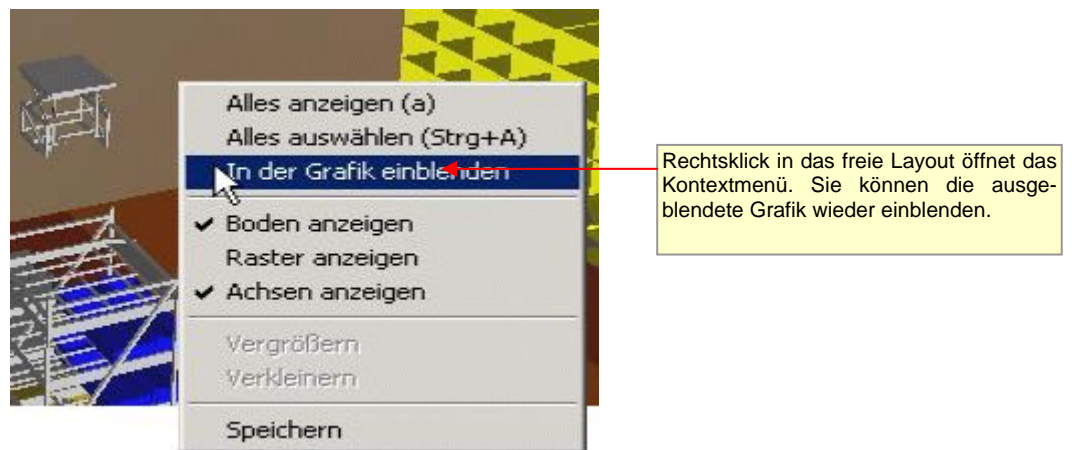 Alles anzeigen (a)
Alles auswählen (Strg+A)
In der Grafik einblenden
Boden anzeigen
Raster anzeigen
Achsen anzeigen
Vergrößern
Verkleinern
Speichern
Rechtsklick in das freie Layout öffnet das
Kontextmenü. Sie können die ausge-
blendete Grafik wieder einblenden.